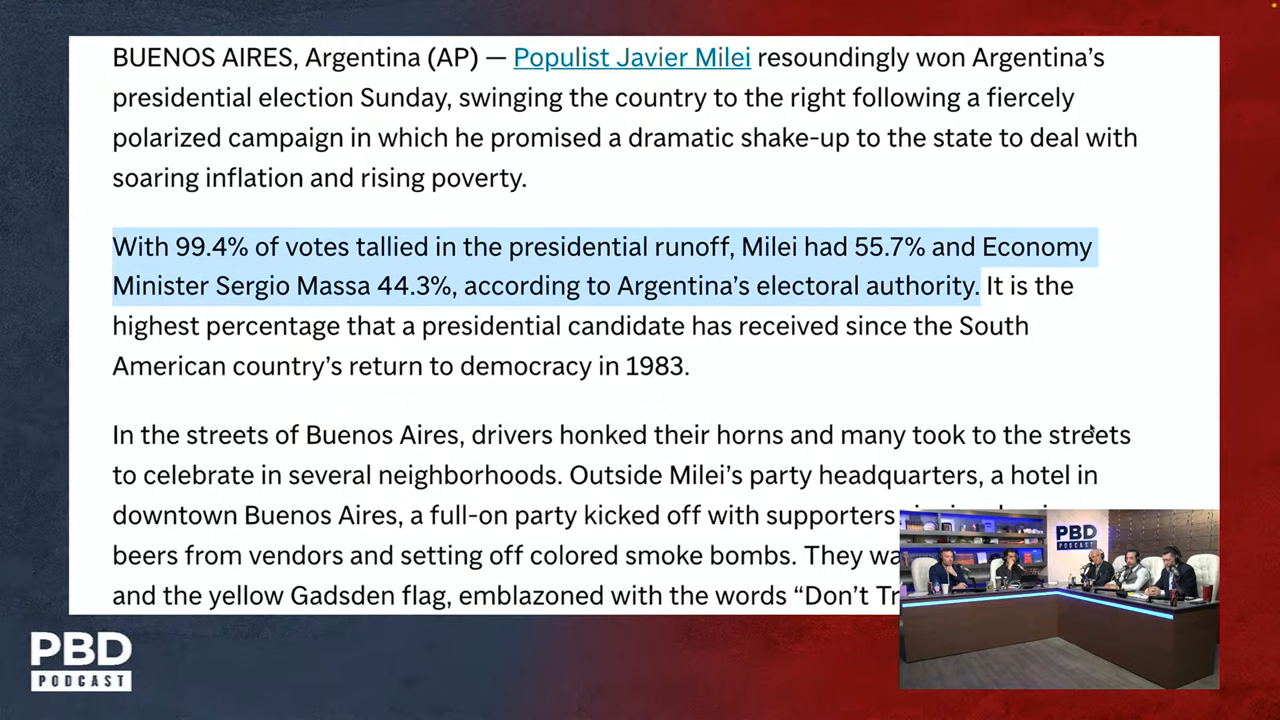 BUENOS AIRES, Argentina (AP) — Populist Javier Milei resoundingly won Argentina’s
presidential election Sunday, swinging the country to the right following a fiercely
polarized campaign in which he promised a dramatic shake-up to the state to deal with
soaring inflation and rising poverty.
With 99.4% of votes tallied in the presidential runoff, Milei had 55.7% and Economy
Minister Sergio Massa 44.3%, according to Argentina’s electoral authority. It is the
highest percentage that a presidential candidate has received since the South
American country’s return to democracy in 1983.
In the streets of Buenos Aires, drivers honked their horns and many took to the streets
to celebrate in several neighborhoods. Outside Milei’s party headquarters, a hotel in
downtown Buenos Aires, a full-on party kicked off with supporters
beers from vendors and setting off colored smoke bombs. They wa
and the yellow Gadsden flag, emblazoned with the words “Don’t Tr
PBD
PODCAST
PBD
PODCAST